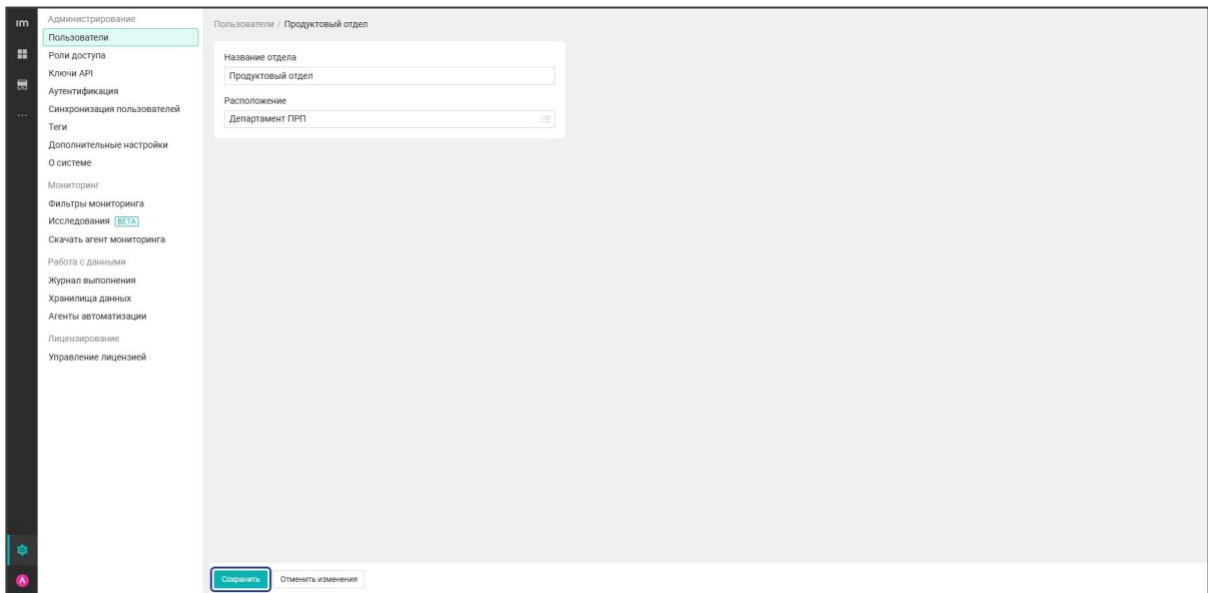 im
Администрирование
Пользователи
Роли доступа
Ключи API
Аутентификация
Синхронизация пользователей
Теги
Дополнительные настройки
О системе
Мониторинг
Фильтры мониторинга
Исследования BETA
Скачать агент мониторинга
Работа с данными
Журнал выполнения
Хранилища данных
Агенты автоматизации
Лицензирование
Управление лицензией
A
Пользователи / Продуктовый отдел
Название отдела
Продуктовый отдел
Расположение
Департамент ПРП
Сохранить Отменить изменения